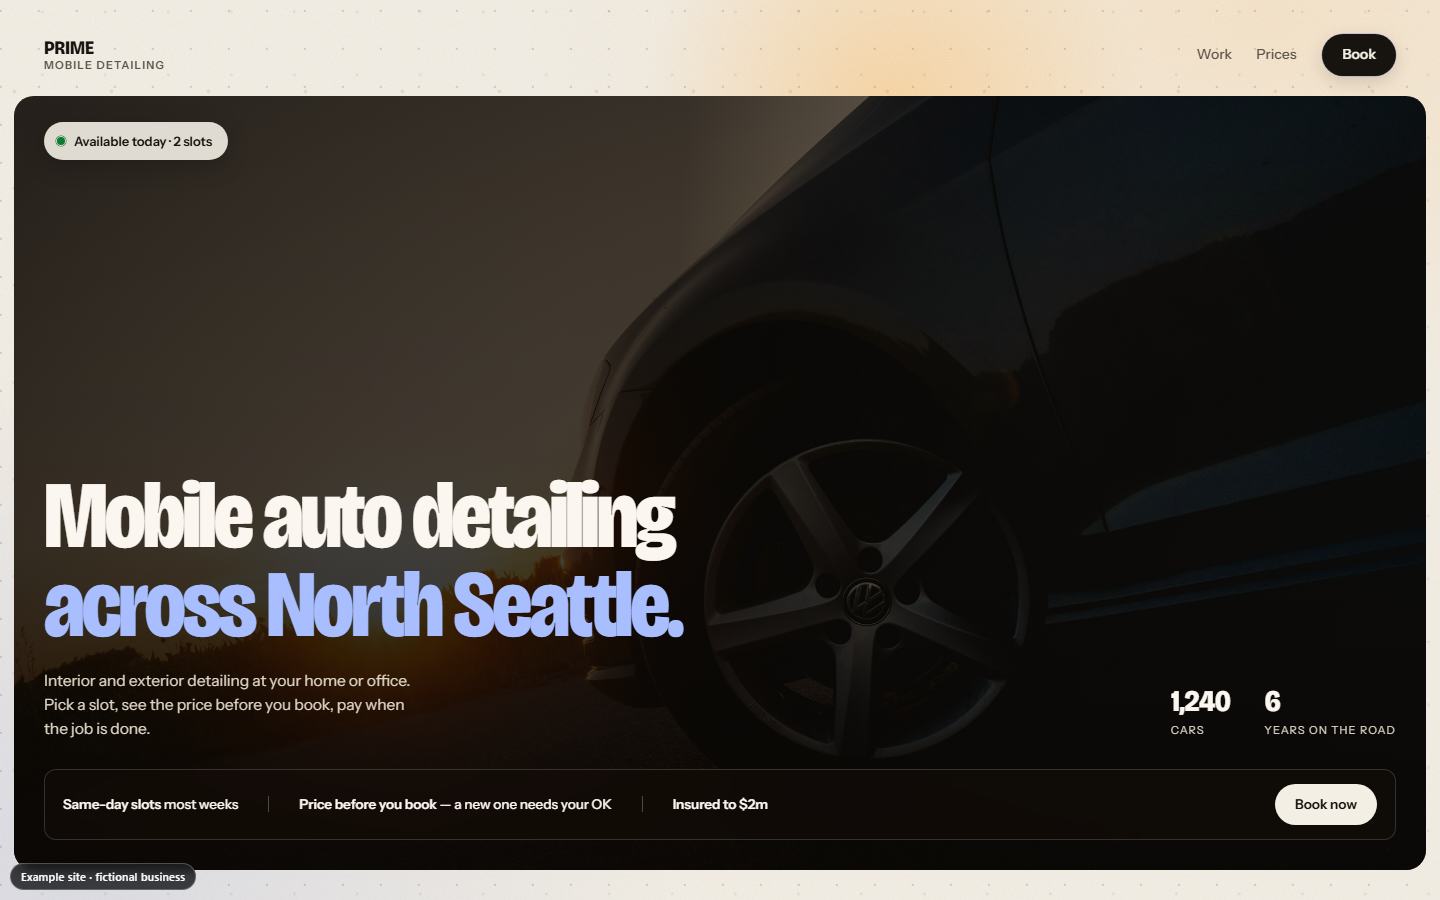 PRIME
MOBILE DETAILING
Work
Prices
Book
Available today · 2 slots
Mobile auto detailing
across North Seattle.
Interior and exterior detailing at your home or office.
Pick a slot, see the price before you book, pay when
the job is done.
1,240
CARS
6
YEARS ON THE ROAD
Same-day slots most weeks
Price before you book — a new one needs your OK
Insured to $2m
Book now
Example site · fictional business